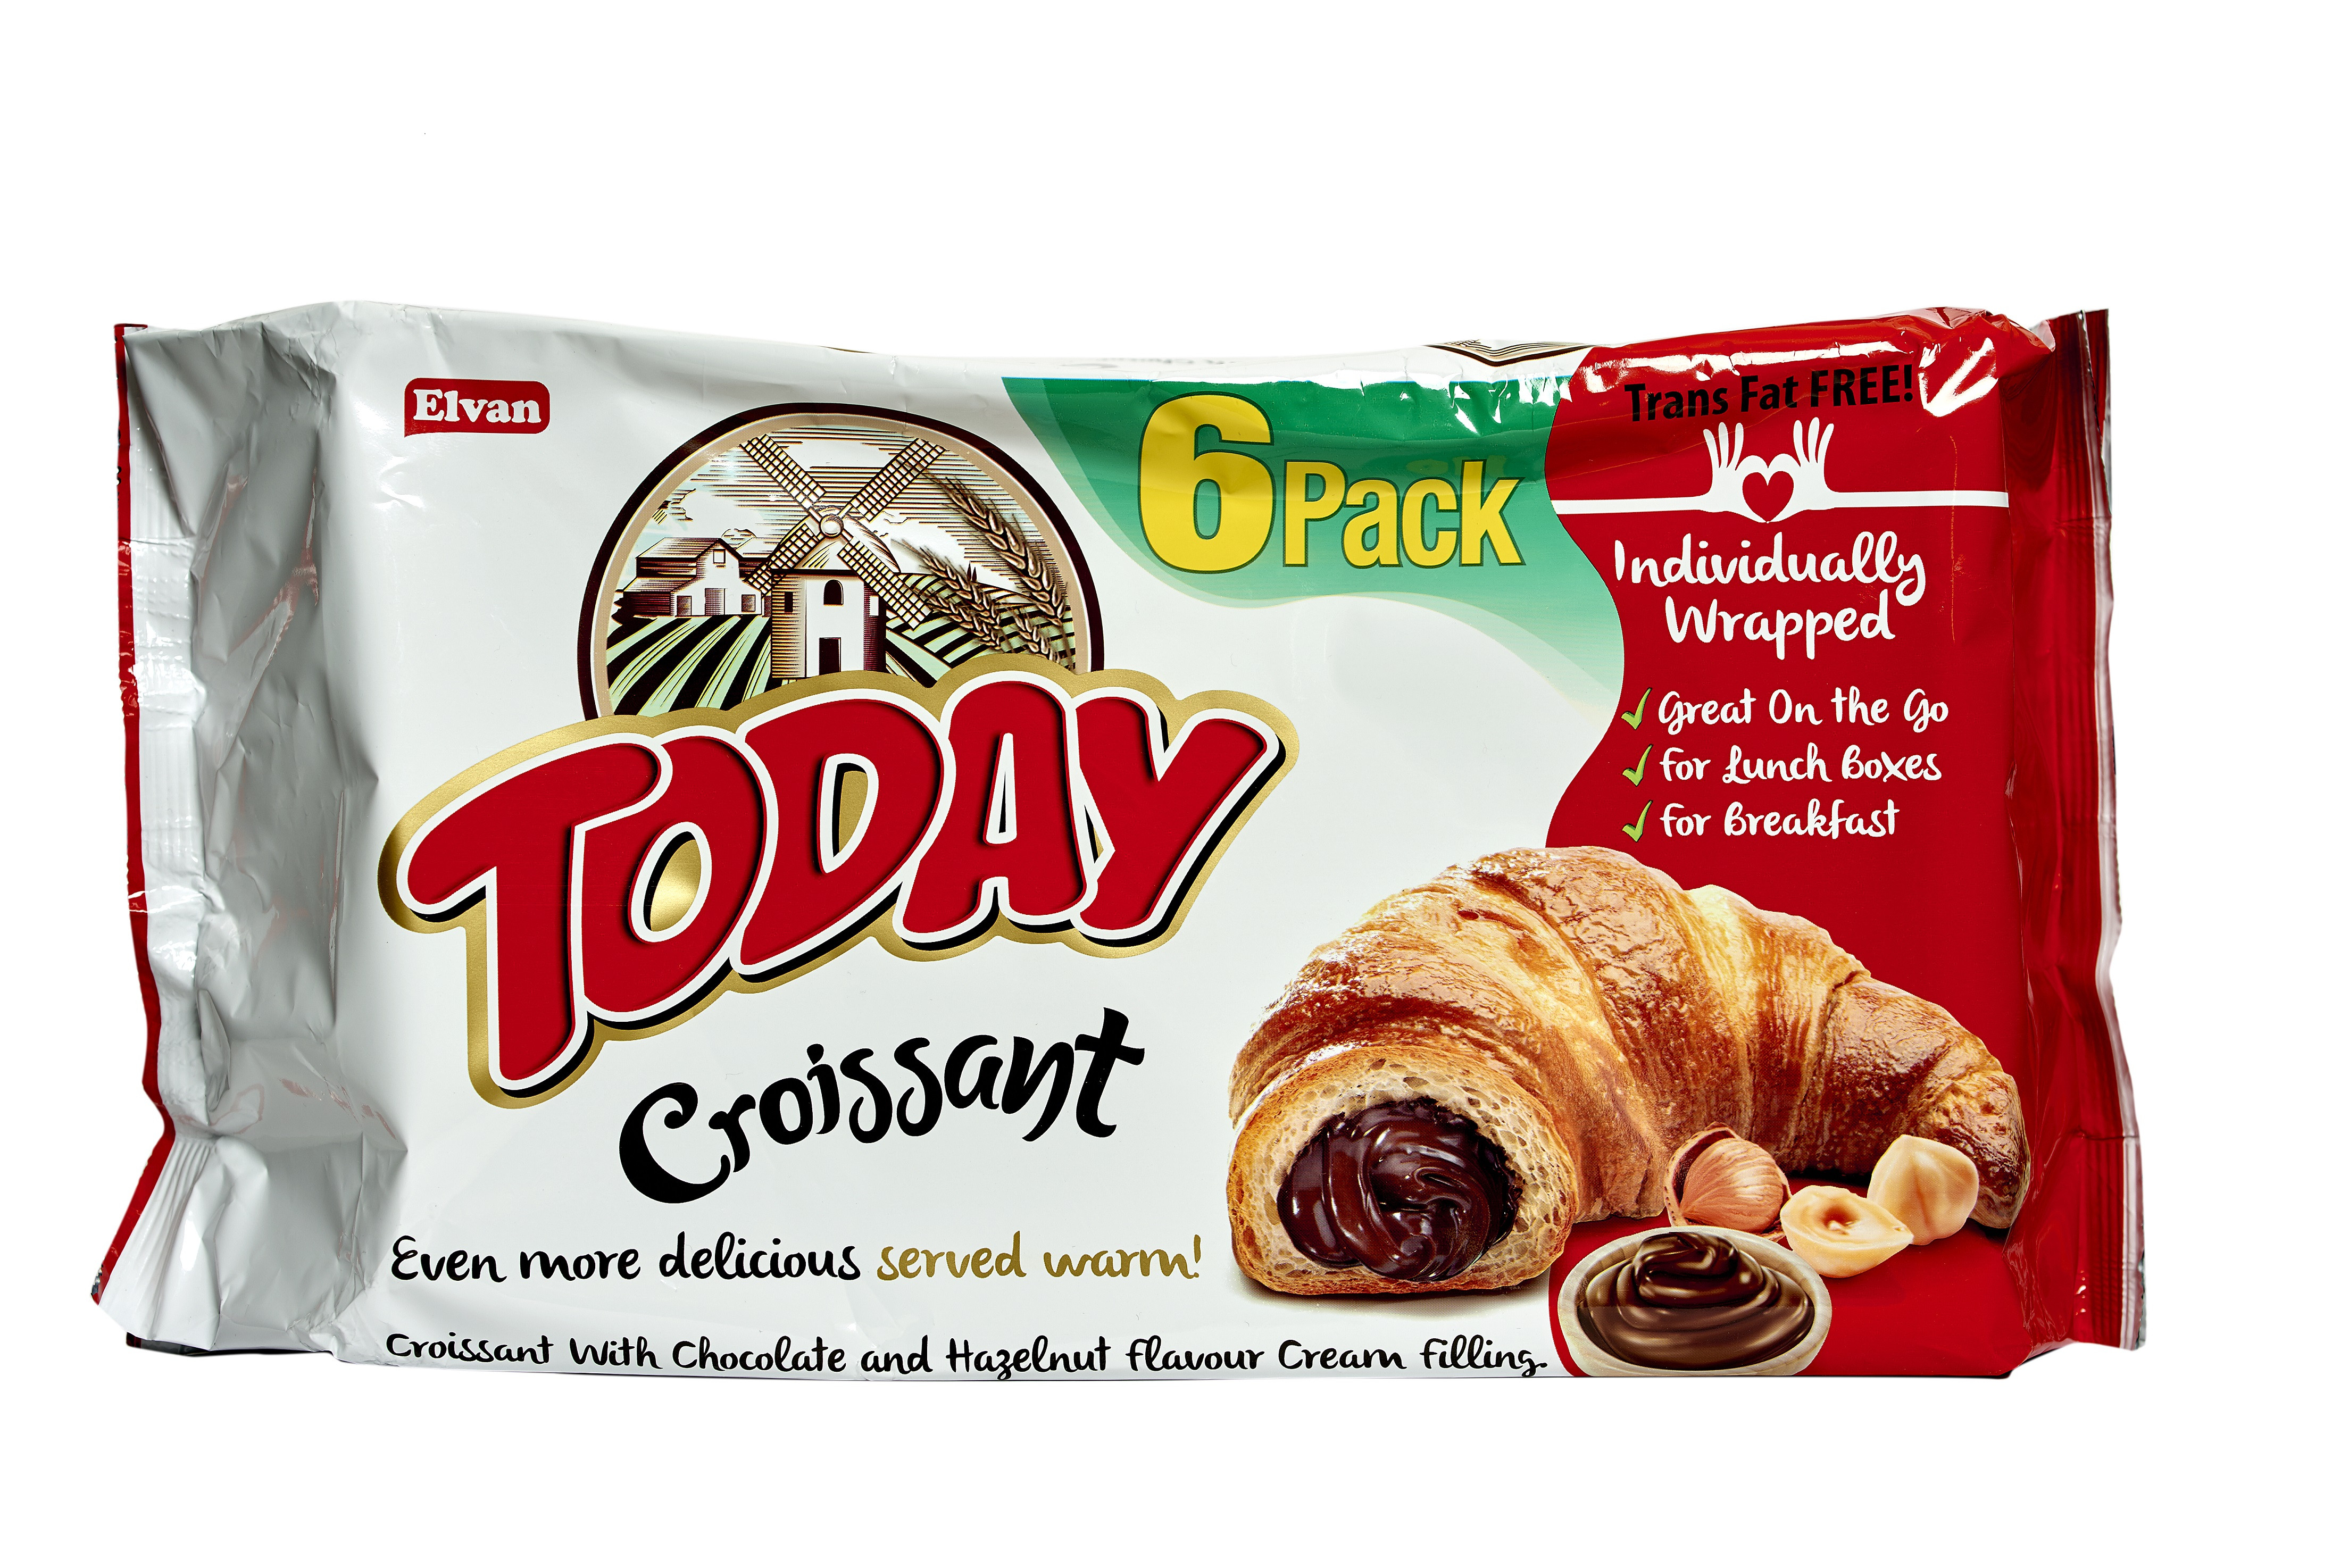 Elvan
6 Pack
Trans Fat FREE!
Individually
Wrapped
Great On the Go
For Lunch Boxes
For Breakfast
TODAY
Croissant
Even more delicious served warm!
Croissant With Chocolate and Hazelnut Flavour Cream Filling.